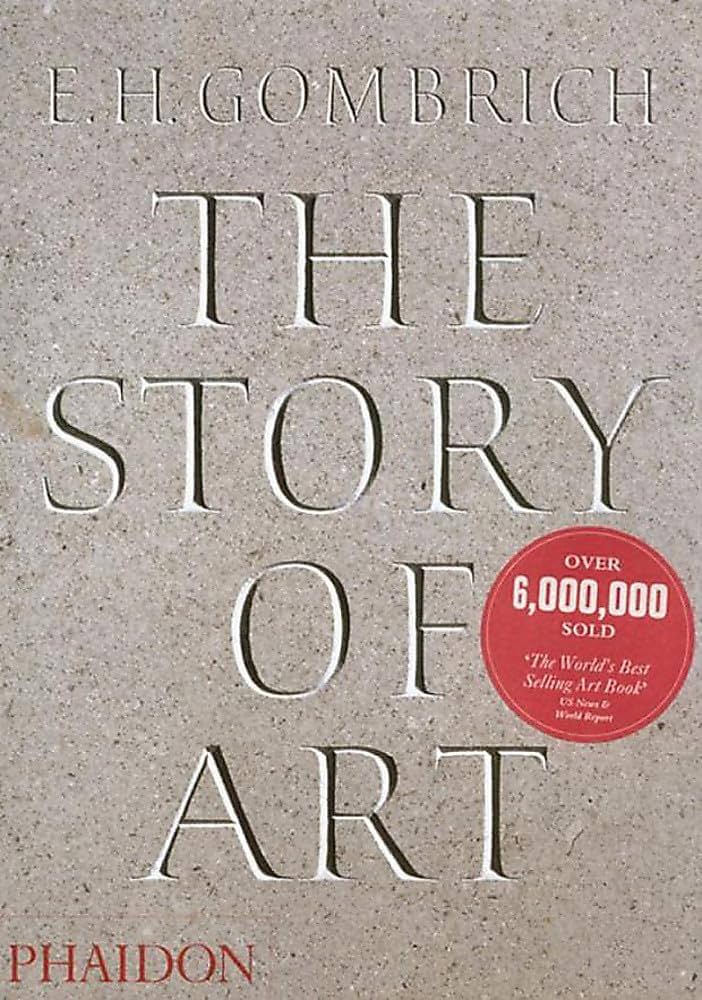 E.H. GOMBRICH
THE
STORY
OF
ART
OVER
6,000,000
SOLD
‘The World's Best
Selling Art Book’
US News &
World Report
PHAIDON